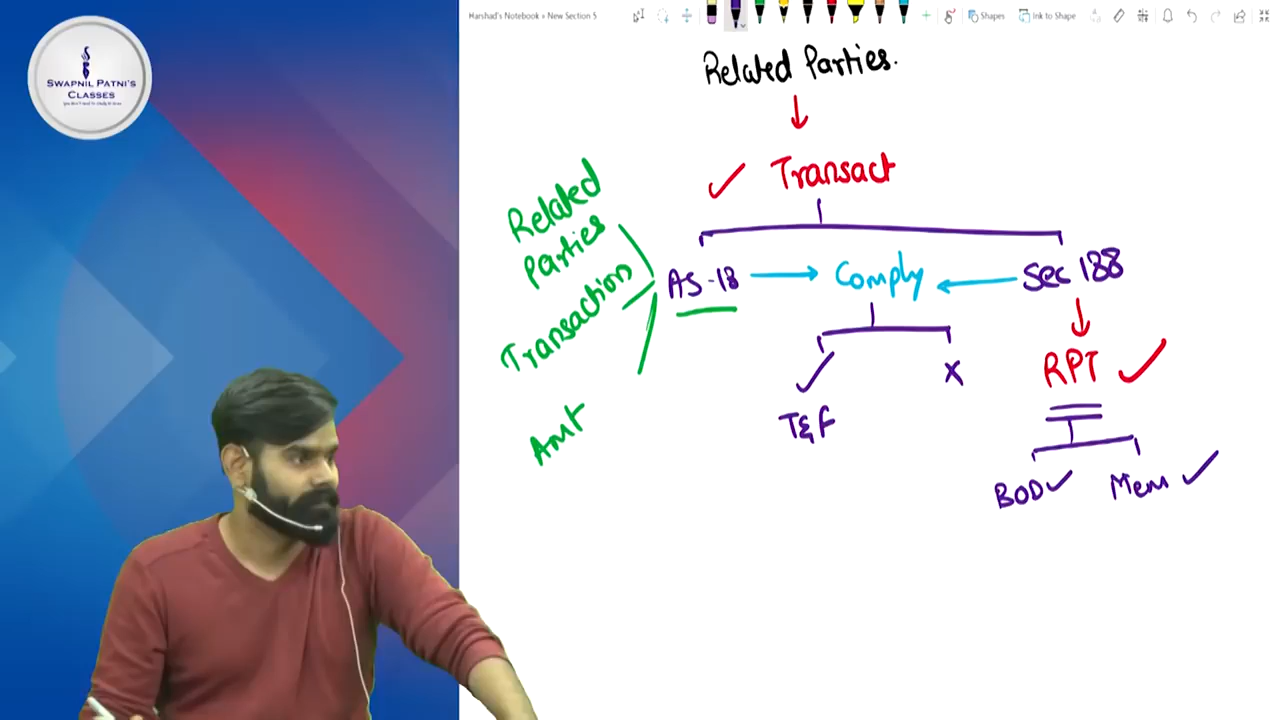 SWAPNIL PATNI'S
CLASSES
Harshad's Notebook » New Section 5
Shapes
Ink to Shape
Related Parties.
Transact
Related
Parties
Transaction
Amt
AS-18
Comply
Sec 188
T&F
x
RPT
BOD
Mem